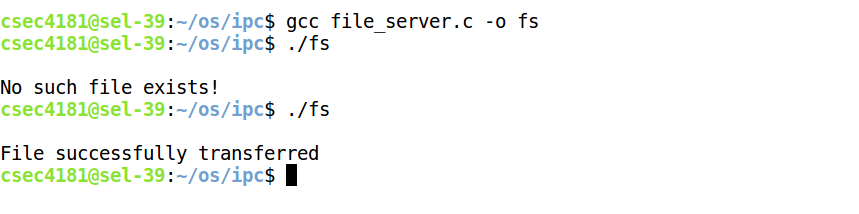 csec4181@sel-39:~/os/ipc$ gcc file_server.c -o fs
csec4181@sel-39:~/os/ipc$ ./fs
No such file exists!
csec4181@sel-39:~/os/ipc$ ./fs
File successfully transferred
csec4181@sel-39:~/os/ipc$